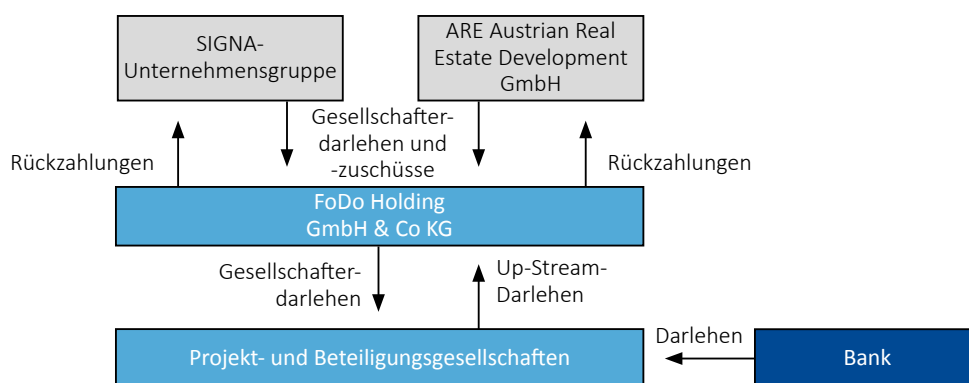 SIGNA-
Unternehmensgruppe
ARE Austrian Real
Estate Development
GmbH
Rückzahlungen
Gesellschafter-
darlehen und
-zuschüsse
Rückzahlungen
FoDo Holding
GmbH & Co KG
Gesellschafter-
darlehen
Up-Stream-
Darlehen
Projekt- und Beteiligungsgesellschaften
Darlehen
Bank